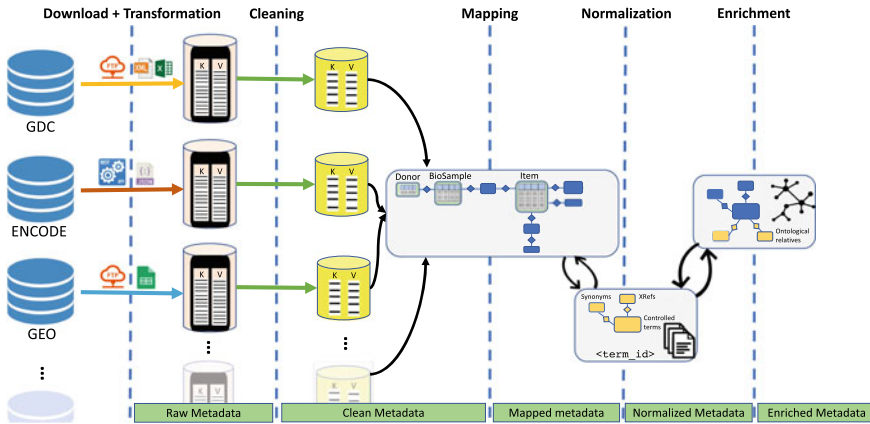 Download + Transformation
Cleaning
Mapping
Normalization
Enrichment
FTP
XML
X
K V
K V
GDC
Donor
BioSample
Item
{;}
JSON
K V
K V
ENCODE
Ontological
relatives
FTP
K V
K V
GEO
Synonyms
XRefs
Controlled
terms
<term_id>
K V
K V
Raw Metadata
Clean Metadata
Mapped metadata
Normalized Metadata
Enriched Metadata